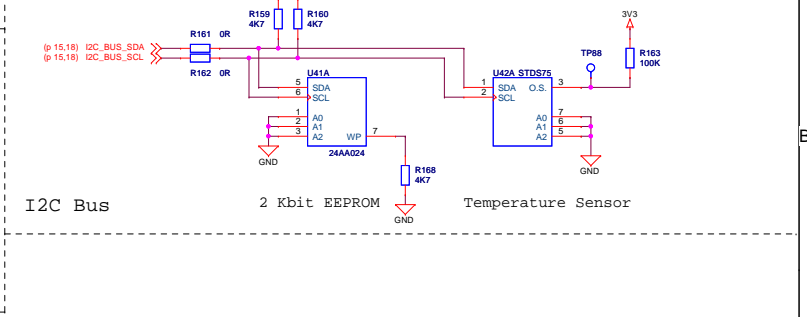 R159 R160
4K7 4K7
3V3
R161 0R
TP88
R163
100K
(p 15,18) I2C_BUS_SDA
(p 15,18) I2C_BUS_SCL
R162 0R
U41A
U42A STDS75
5 SDA
6 SCL
1 SDA O.S. 3
2 SCL
1 A0
2 A1
3 A2
WP 7
24AA024
A0 7
A1 6
A2 5
GND
GND
R168
4K7
GND
I2C Bus
2 Kbit EEPROM
Temperature Sensor